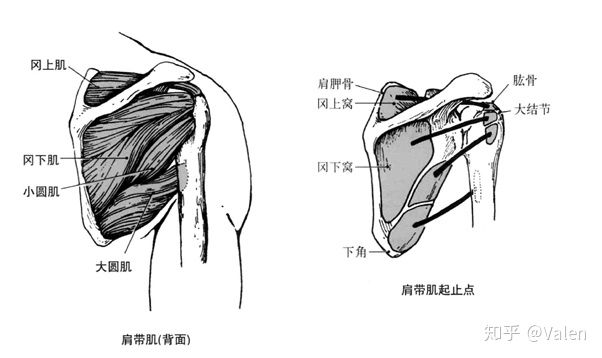 冈上肌
冈下肌
小圆肌
大圆肌
肩带肌(背面)
肩胛骨
冈上窝
肱骨
大结节
冈下窝
下角
肩带肌起止点
知乎 @Valen